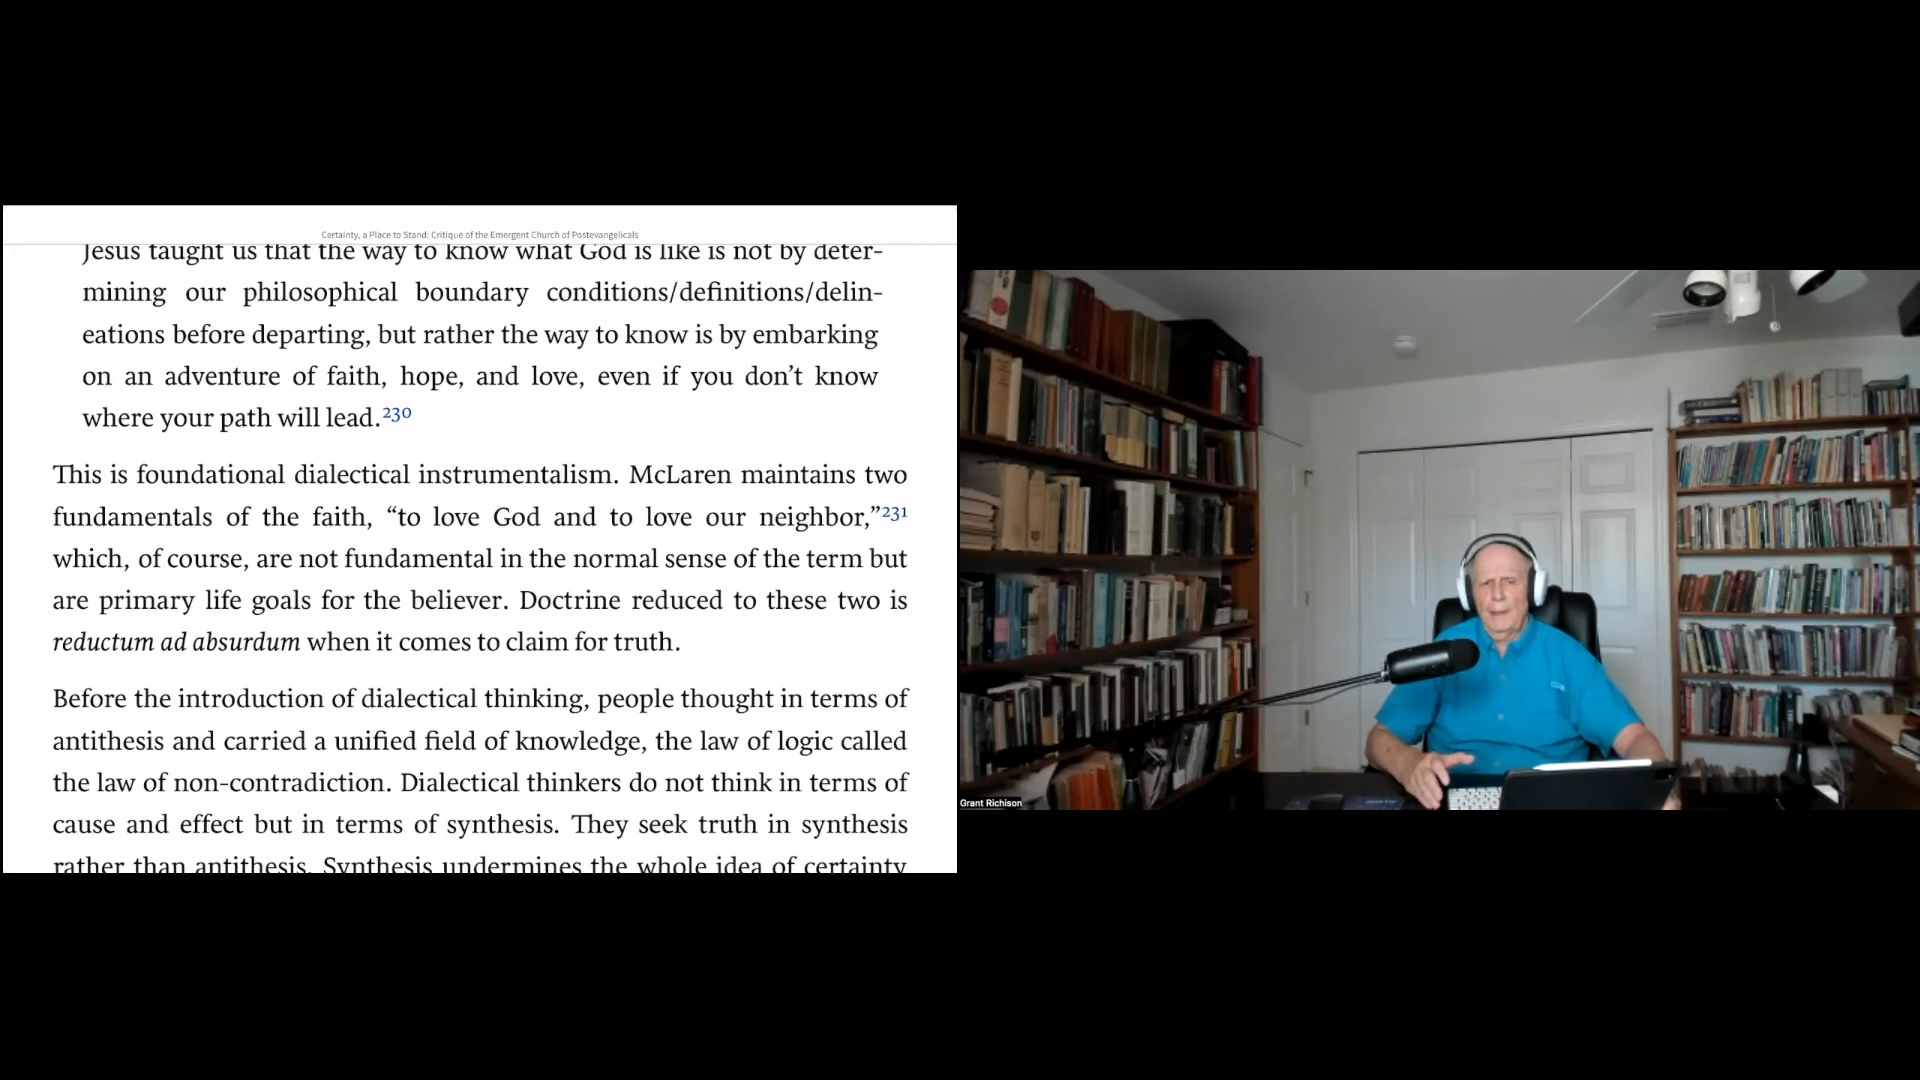 Certainty, a Place to Stand: Critique of the Emergent Church of Postevangelicals
Jesus taught us that the way to know what God is like is not by deter-
mining our philosophical boundary conditions/definitions/delin-
eations before departing, but rather the way to know is by embarking
on an adventure of faith, hope, and love, even if you don’t know
where your path will lead.230
This is foundational dialectical instrumentalism. McLaren maintains two
fundamentals of the faith, “to love God and to love our neighbor,”231
which, of course, are not fundamental in the normal sense of the term but
are primary life goals for the believer. Doctrine reduced to these two is
reductum ad absurdum when it comes to claim for truth.
Before the introduction of dialectical thinking, people thought in terms of
antithesis and carried a unified field of knowledge, the law of logic called
the law of non-contradiction. Dialectical thinkers do not think in terms of
cause and effect but in terms of synthesis. They seek truth in synthesis
rather than antithesis. Synthesis undermines the whole idea of certainty
Grant Richison